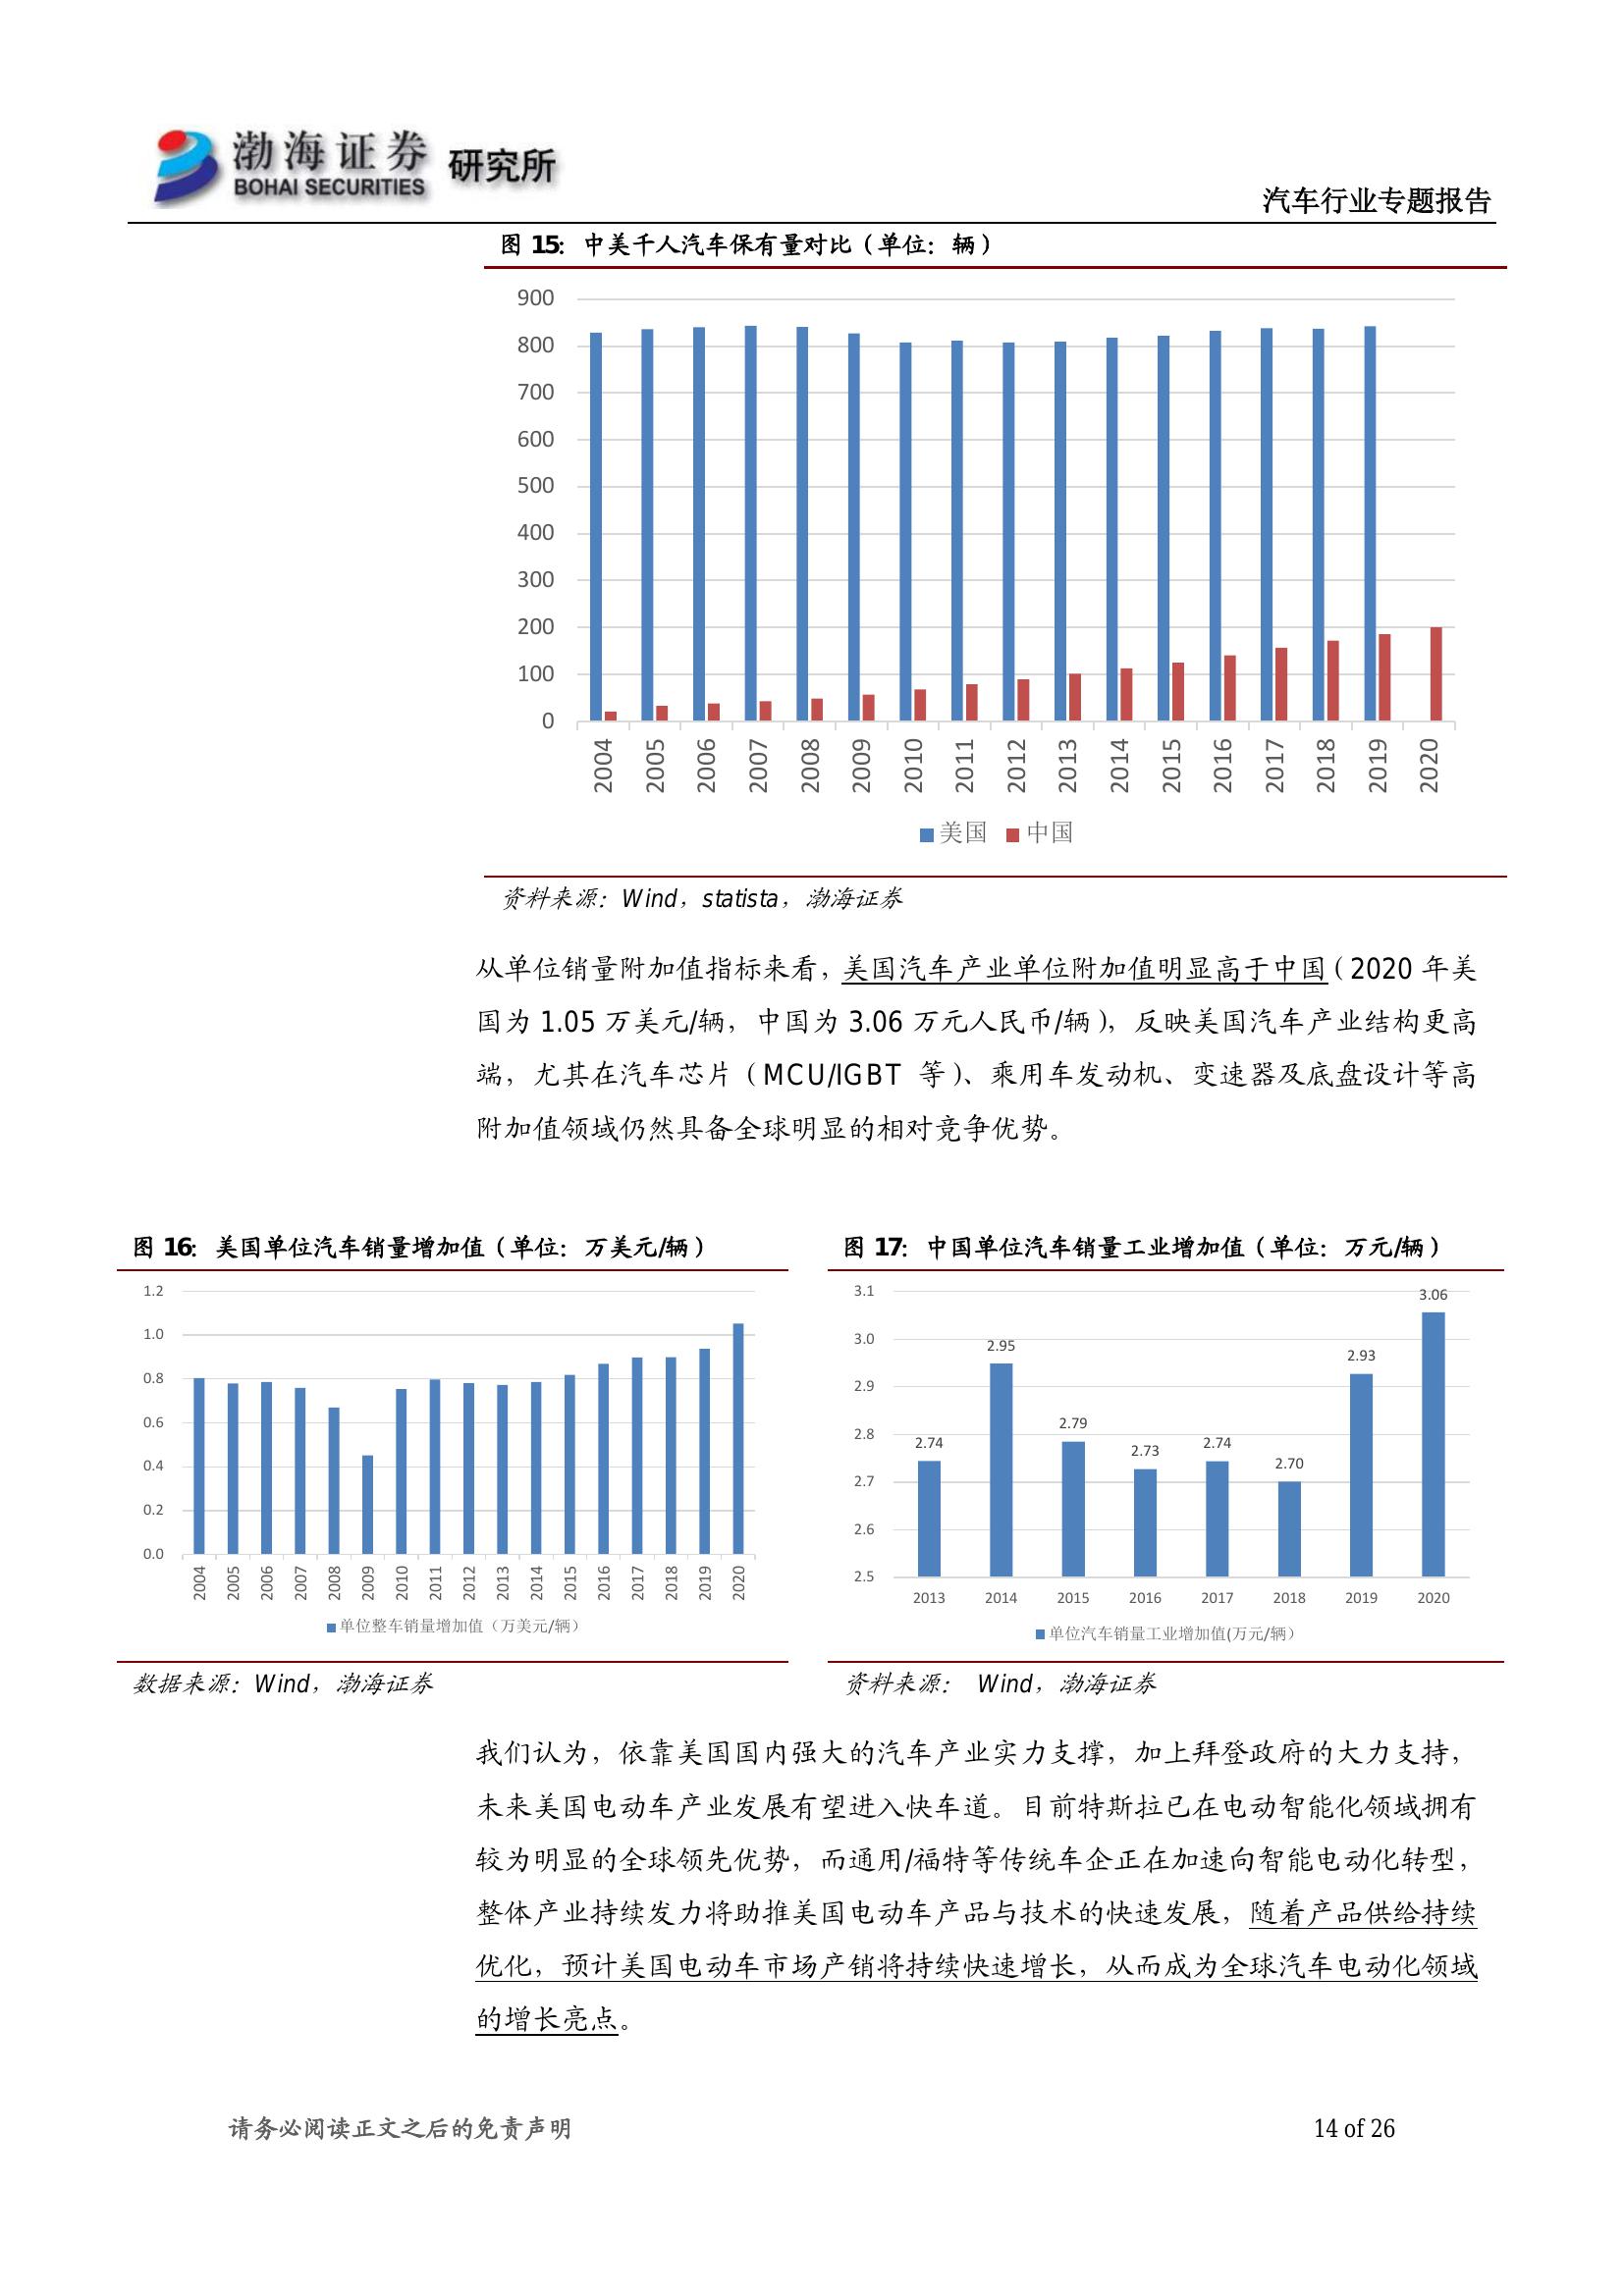 渤海证券 研究所
BOHAI SECURITIES
汽车行业专题报告
图 15：中美千人汽车保有量对比（单位：辆）
900
800
700
600
500
400
300
200
100
0
2004 2005 2006 2007 2008 2009 2010 2011 2012 2013 2014 2015 2016 2017 2018 2019 2020
美国 中国
资料来源：Wind，statista，渤海证券
从单位销量附加值指标来看，美国汽车产业单位附加值明显高于中国（2020 年美
国为 1.05 万美元/辆，中国为 3.06 万元人民币/辆），反映美国汽车产业结构更高
端，尤其在汽车芯片（MCU/IGBT 等）、乘用车发动机、变速器及底盘设计等高
附加值领域仍然具备全球明显的相对竞争优势。
图 16：美国单位汽车销量增加值（单位：万美元/辆）
1.2
1.0
0.8
0.6
0.4
0.2
0.0
2004 2005 2006 2007 2008 2009 2010 2011 2012 2013 2014 2015 2016 2017 2018 2019 2020
单位整车销量增加值（万美元/辆）
数据来源：Wind，渤海证券
图 17：中国单位汽车销量工业增加值（单位：万元/辆）
3.1
3.0
2.9
2.8
2.7
2.6
2.5
2.74 2.95 2.79 2.73 2.74 2.70 2.93 3.06
2013 2014 2015 2016 2017 2018 2019 2020
单位汽车销量工业增加值(万元/辆）
资料来源： Wind，渤海证券
我们认为，依靠美国国内强大的汽车产业实力支撑，加上拜登政府的大力支持，
未来美国电动车产业发展有望进入快车道。目前特斯拉已在电动智能化领域拥有
较为明显的全球领先优势，而通用/福特等传统车企正在加速向智能电动化转型，
整体产业持续发力将助推美国电动车产品与技术的快速发展，随着产品供给持续
优化，预计美国电动车市场产销将持续快速增长，从而成为全球汽车电动化领域
的增长亮点。
请务必阅读正文之后的免责声明
14 of 26